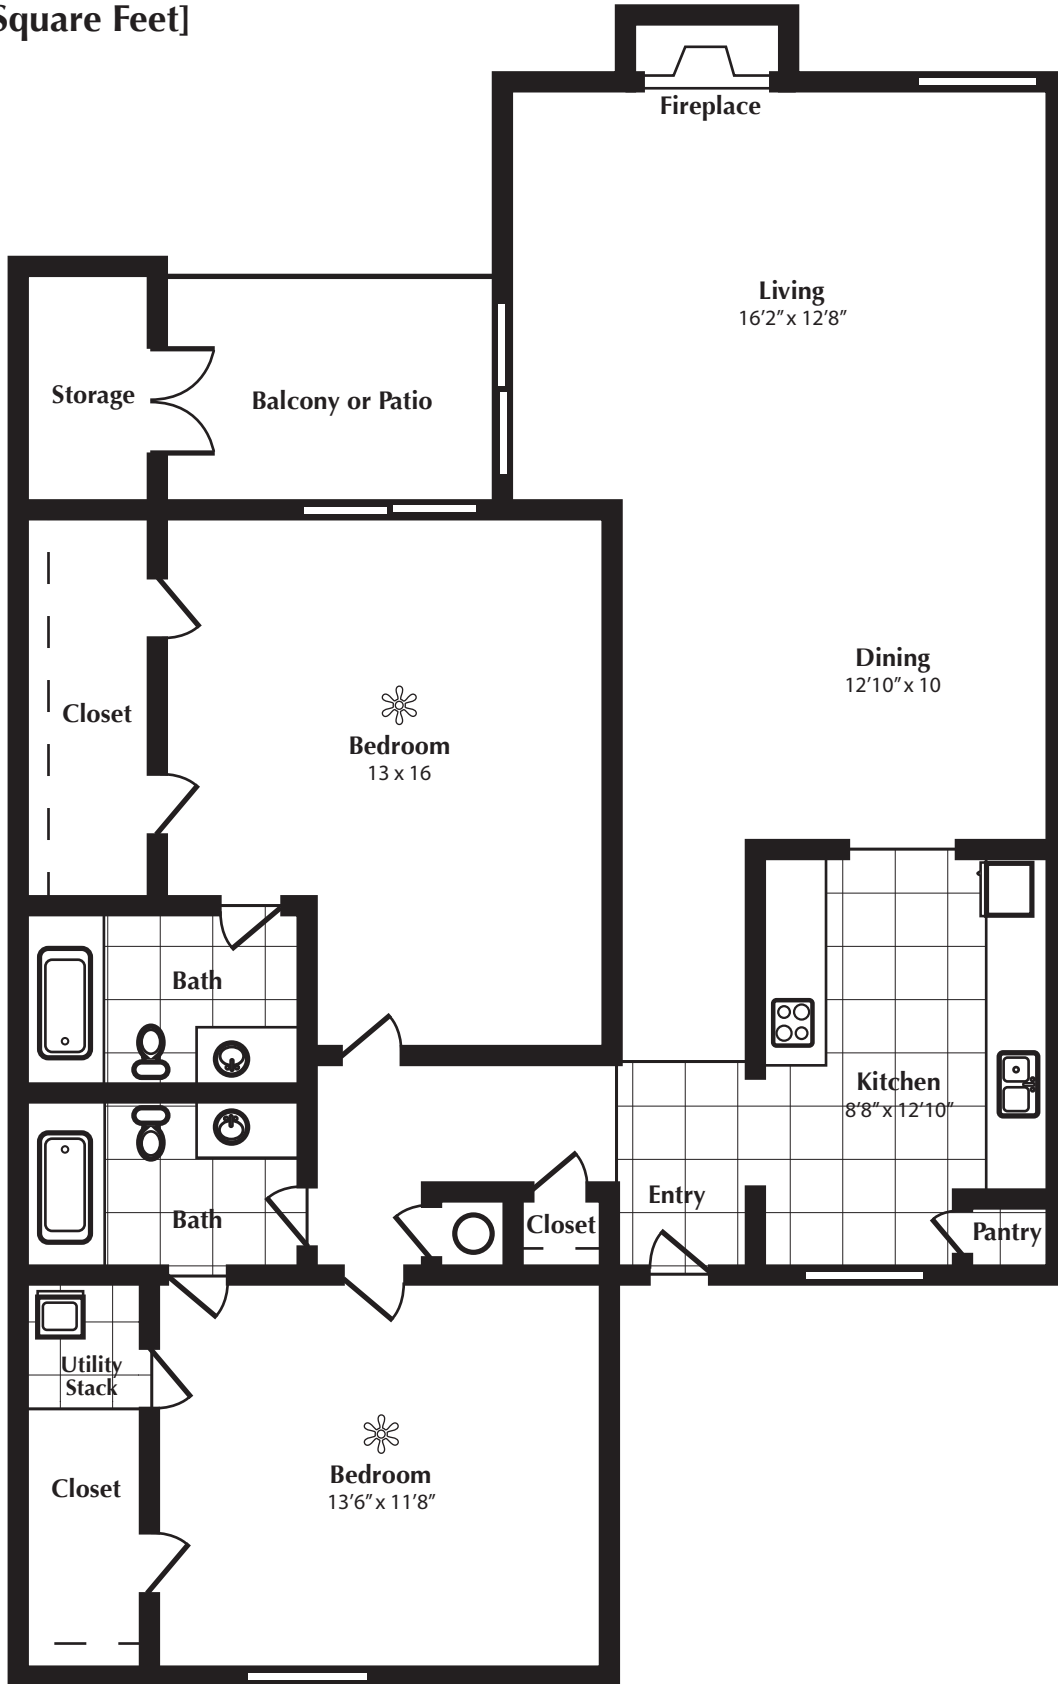 Square Feet]
Fireplace
Living
16’2” x 12’8”
Storage
Balcony or Patio
Dining
12’10” x 10
Closet
Bedroom
13 x 16
Bath
Kitchen
8’8” x 12’10”
Bath
Entry
Closet
Pantry
Utility
Stack
Closet
Bedroom
13’6” x 11’8”